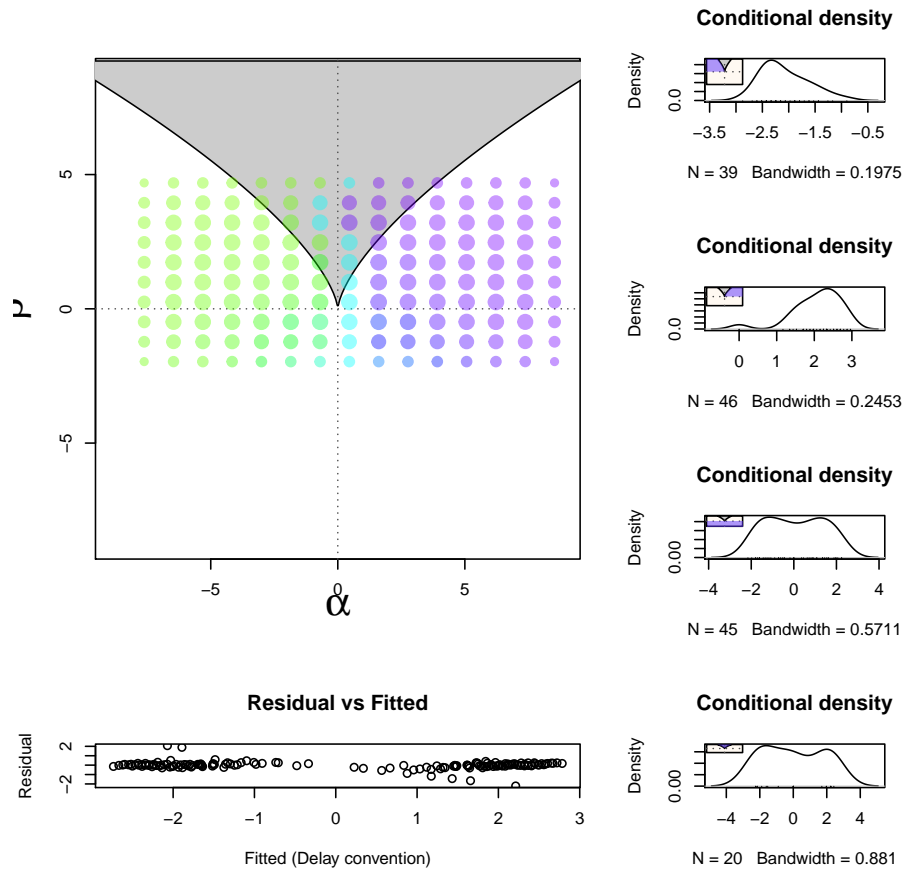 Conditional density
Density
0.0
−3.5 −2.5 −1.5 −0.5
N = 39 Bandwidth = 0.1975
5
0
−5
−5 0 5
α
Conditional density
Density
0.0
0 1 2 3
N = 46 Bandwidth = 0.2453
Conditional density
Density
0.00
−4 −2 0 2 4
N = 45 Bandwidth = 0.5711
Residual vs Fitted
Residual
2
−2
−2 −1 0 1 2 3
Fitted (Delay convention)
Conditional density
Density
0.00
−4 −2 0 2 4
N = 20 Bandwidth = 0.881